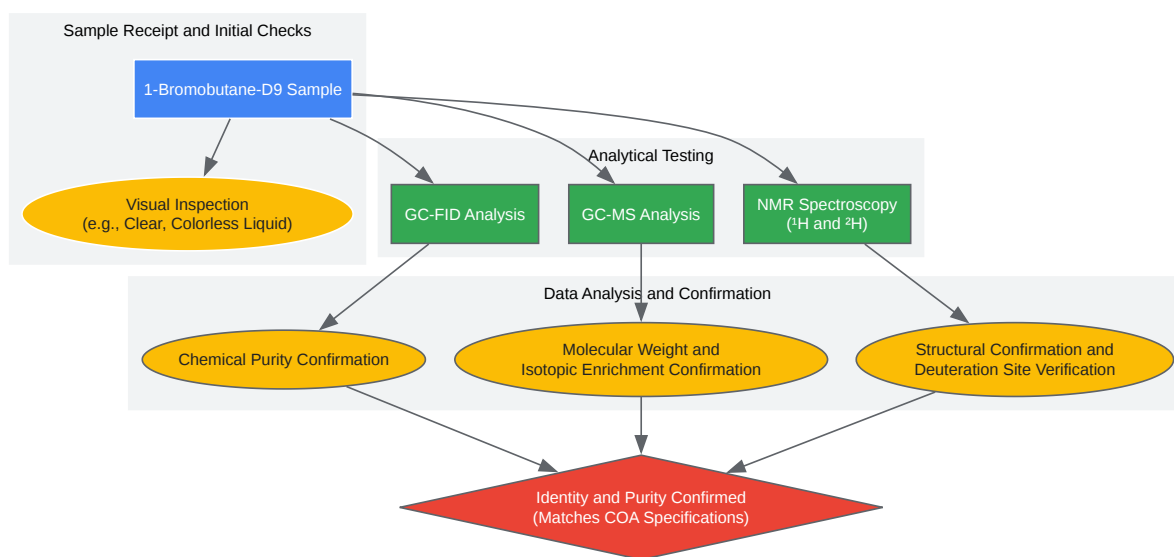 Sample Receipt and Initial Checks
1-Bromobutane-D9 Sample
Visual Inspection
(e.g., Clear, Colorless Liquid)
Analytical Testing
GC-FID Analysis
GC-MS Analysis
NMR Spectroscopy
(¹H and ²H)
Data Analysis and Confirmation
Chemical Purity Confirmation
Molecular Weight and
Isotopic Enrichment Confirmation
Structural Confirmation and
Deuteration Site Verification
Identity and Purity Confirmed
(Matches COA Specifications)